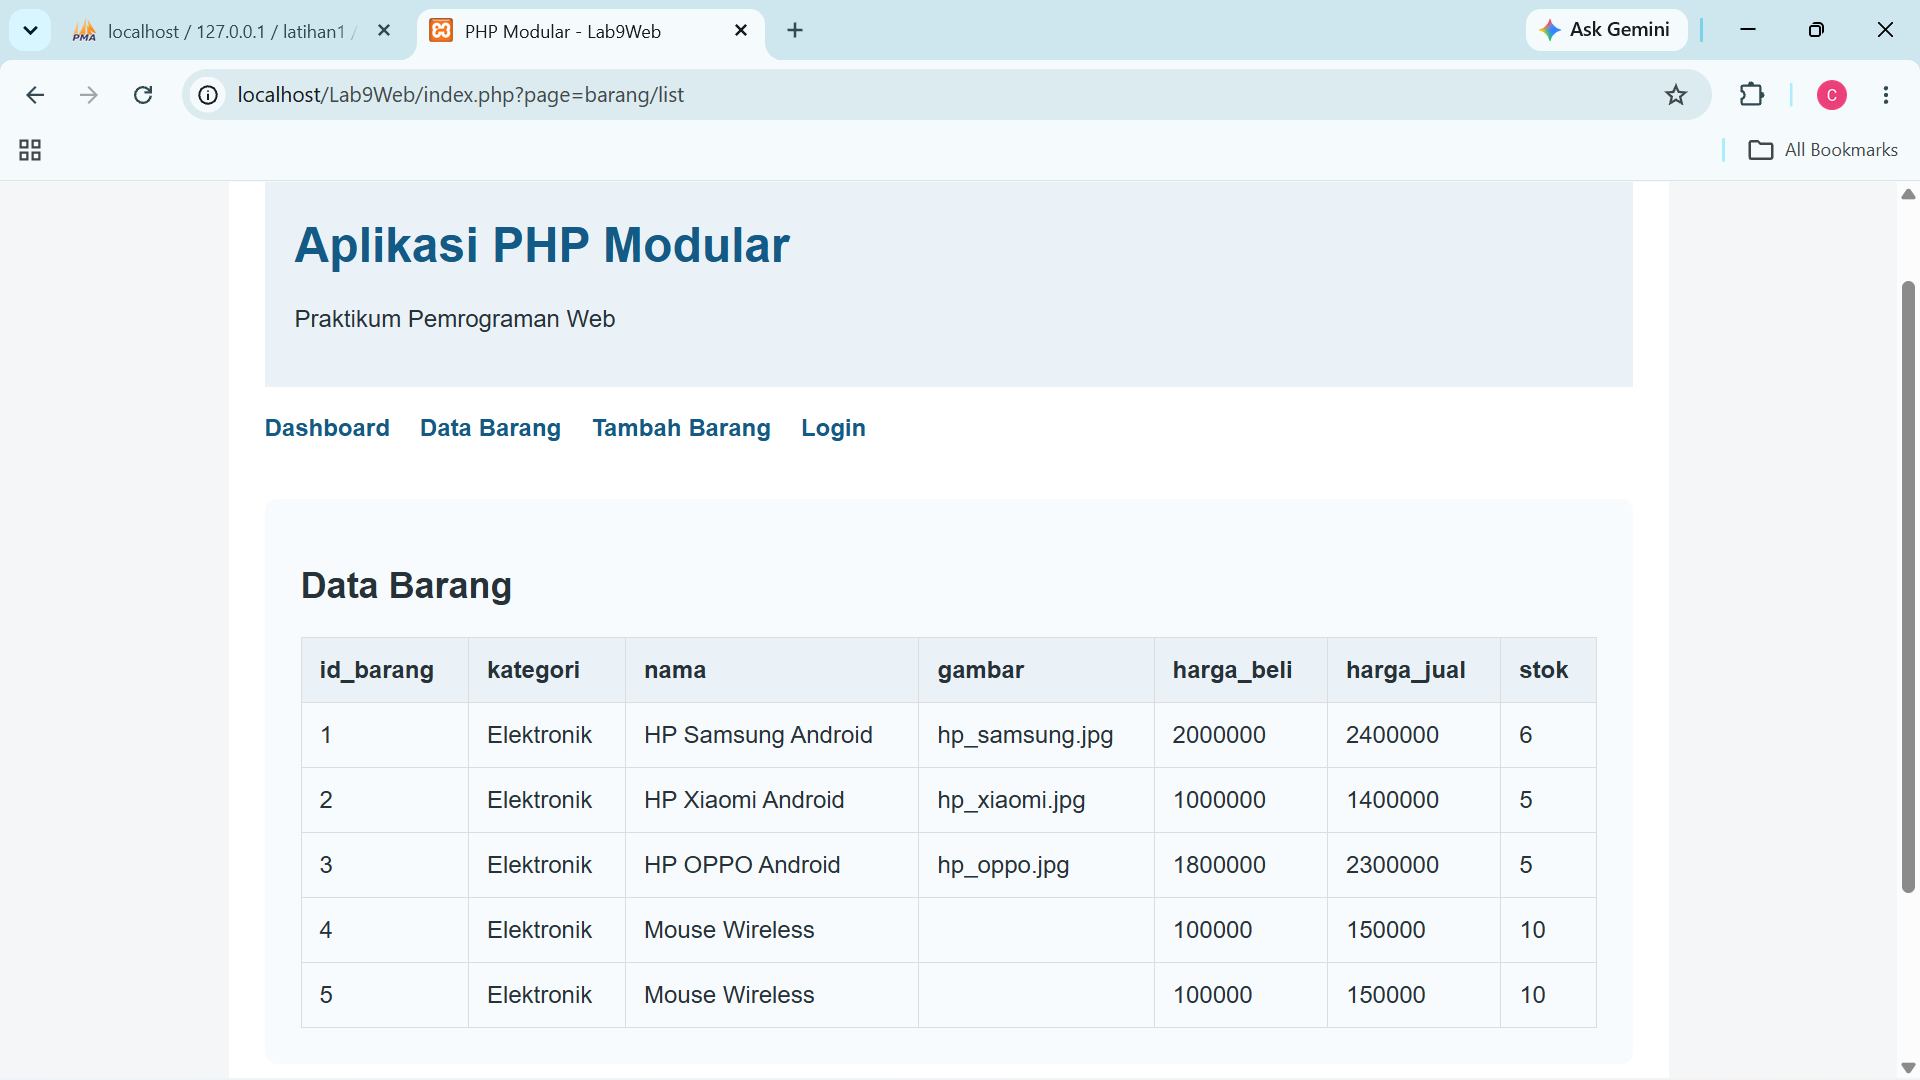 localhost / 127.0.0.1 / latihan1 /
PHP Modular - Lab9Web
Ask Gemini
localhost/Lab9Web/index.php?page=barang/list
C
All Bookmarks
Aplikasi PHP Modular
Praktikum Pemrograman Web
Dashboard Data Barang Tambah Barang Login
Data Barang
id_barang kategori nama gambar harga_beli harga_jual stok
1 Elektronik HP Samsung Android hp_samsung.jpg 2000000 2400000 6
2 Elektronik HP Xiaomi Android hp_xiaomi.jpg 1000000 1400000 5
3 Elektronik HP OPPO Android hp_oppo.jpg 1800000 2300000 5
4 Elektronik Mouse Wireless 100000 150000 10
5 Elektronik Mouse Wireless 100000 150000 10